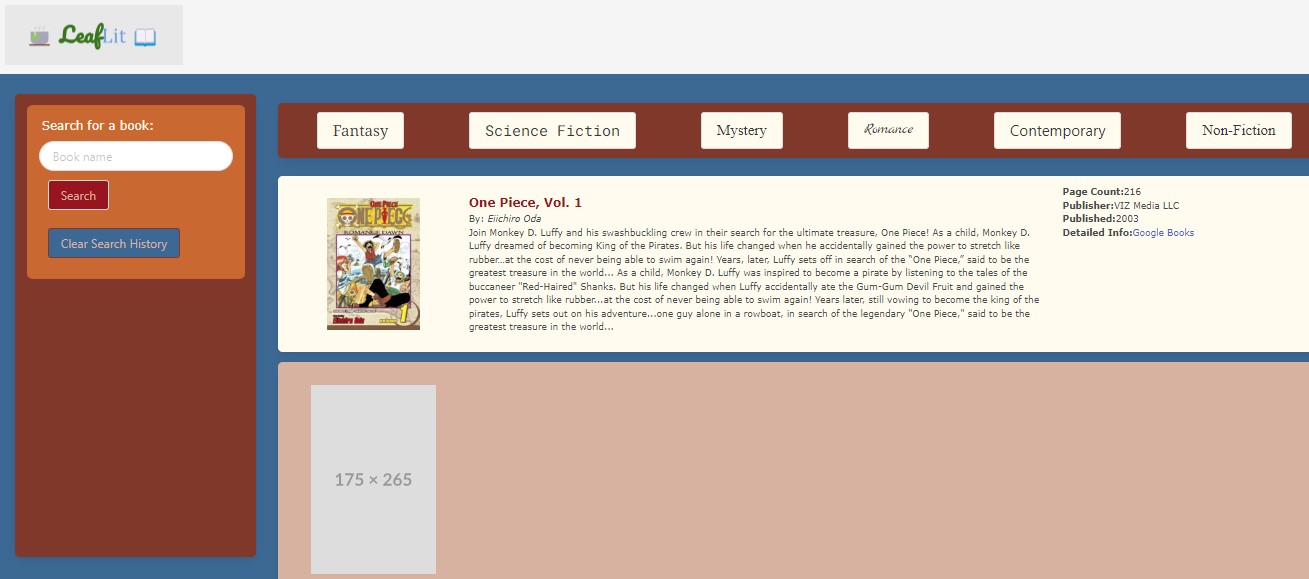 LeafLit
Search for a book:
Book name
Search
Clear Search History
Fantasy
Science Fiction
Mystery
Romance
Contemporary
Non-Fiction
ONE PIECE
ROMANCE DAWN
1
One Piece, Vol. 1
By: Eiichiro Oda
Join Monkey D. Luffy and his swashbuckling crew in their search for the ultimate treasure, One Piece! As a child, Monkey D.
Luffy dreamed of becoming King of the Pirates. But his life changed when he accidentally gained the power to stretch like
rubber...at the cost of never being able to swim again! Years, later, Luffy sets off in search of the “One Piece,” said to be the
greatest treasure in the world... As a child, Monkey D. Luffy was inspired to become a pirate by listening to the tales of the
buccaneer "Red-Haired" Shanks. But his life changed when Luffy accidentally ate the Gum-Gum Devil Fruit and gained the
power to stretch like rubber...at the cost of never being able to swim again! Years later, still vowing to become the king of the
pirates, Luffy sets out on his adventure...one guy alone in a rowboat, in search of the legendary "One Piece," said to be the
greatest treasure in the world...
Page Count:216
Publisher:VIZ Media LLC
Published:2003
Detailed Info:Google Books
175 × 265